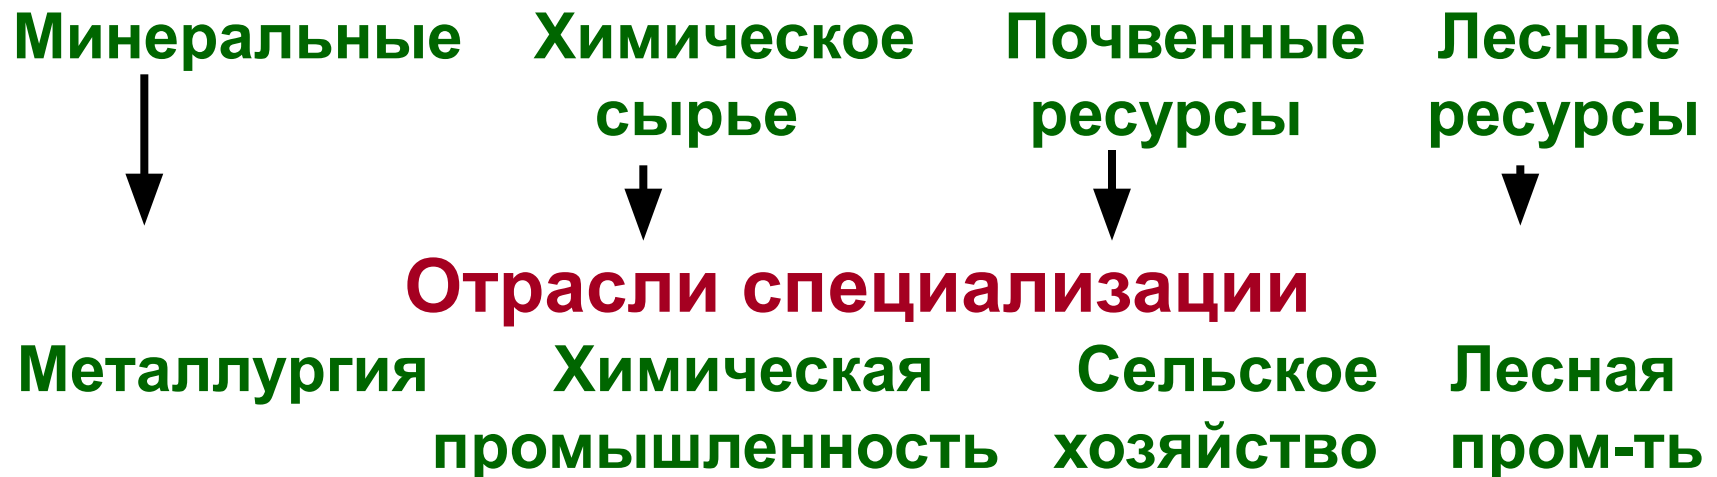 Минеральные Химическое Почвенные Лесные
сырье ресурсы ресурсы
Отрасли специализации
Металлургия Химическая Сельское Лесная
промышленность хозяйство пром-ть